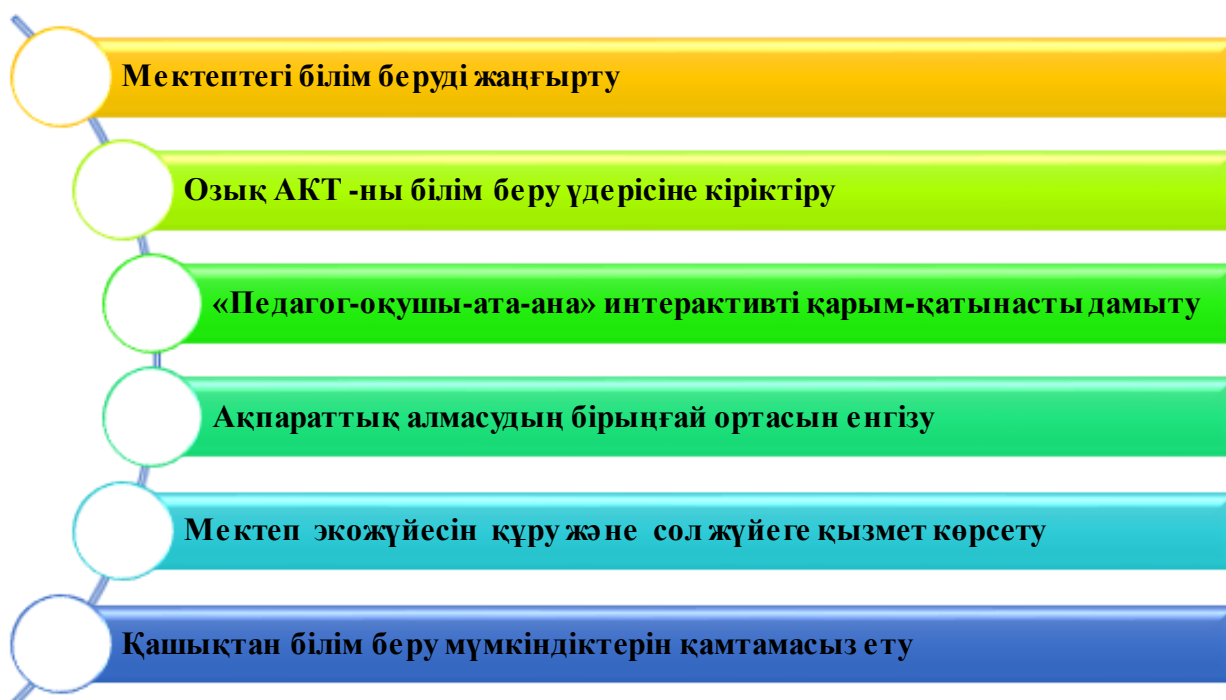 Мектептегі білім беруді жаңғырту
Озық АКТ -ны білім беру үдерісіне кіріктіру
«Педагог-оқушы-ата-ана» интерактивті қарым-қатынасты дамыту
Ақпараттық алмасудың бірыңғай ортасын енгізу
Мектеп экожүйесін құру және сол жүйеге қызмет көрсету
Қашықтан білім беру мүмкіндіктерін қамтамасыз ету